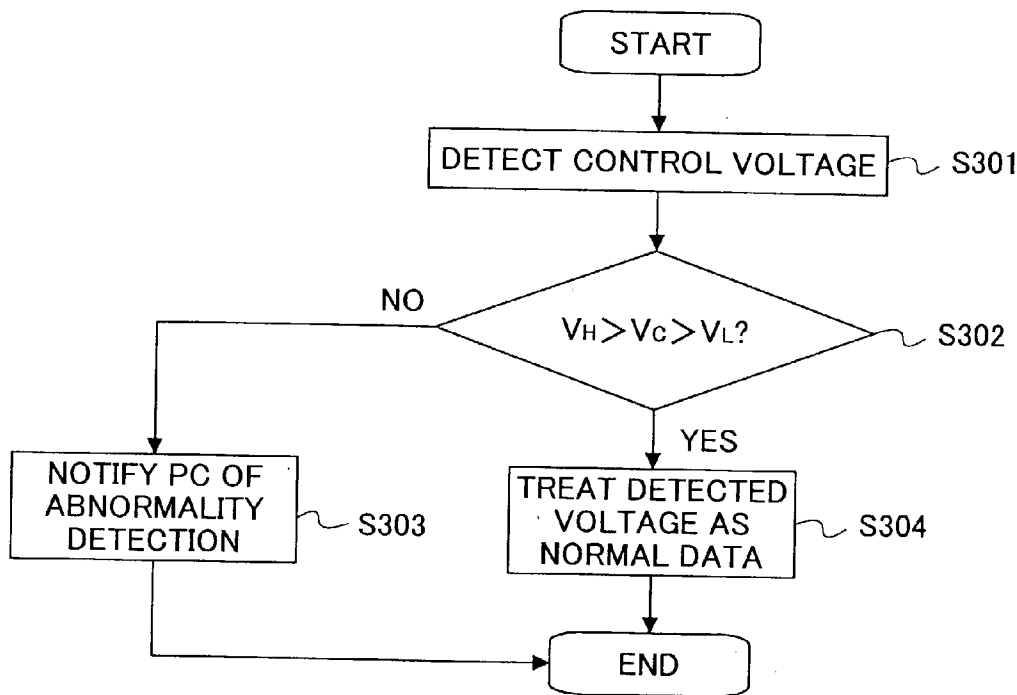 START
DETECT CONTROL VOLTAGE
S301
NO
VH>VC>VL?
S302
YES
NOTIFY PC OF
ABNORMALITY
DETECTION
S303
TREAT DETECTED
VOLTAGE AS
NORMAL DATA
S304
END